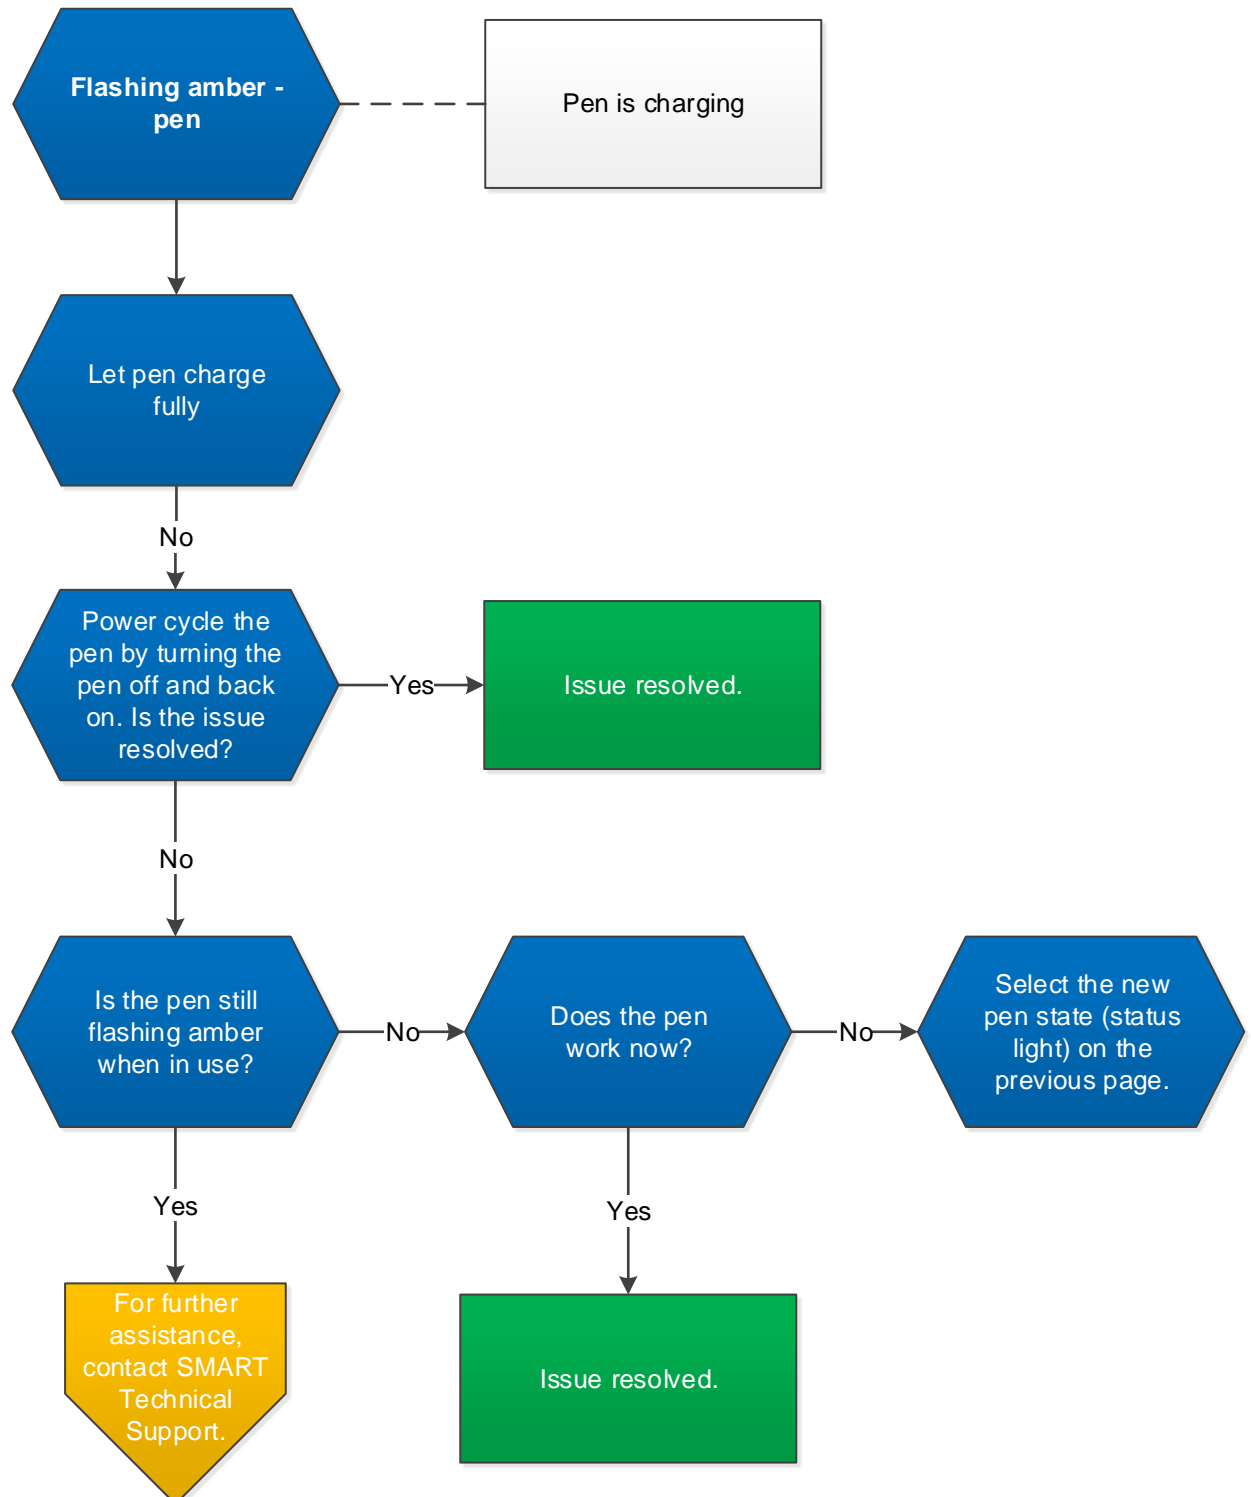 Flashing amber -
pen
Pen is charging
Let pen charge
fully
No
Power cycle the
pen by turning the
pen off and back
on. Is the issue
resolved?
Yes
Issue resolved.
No
Is the pen still
flashing amber
when in use?
No
Does the pen
work now?
No
Select the new
pen state (status
light) on the
previous page.
Yes
For further
assistance,
contact SMART
Technical
Support.
Yes
Issue resolved.